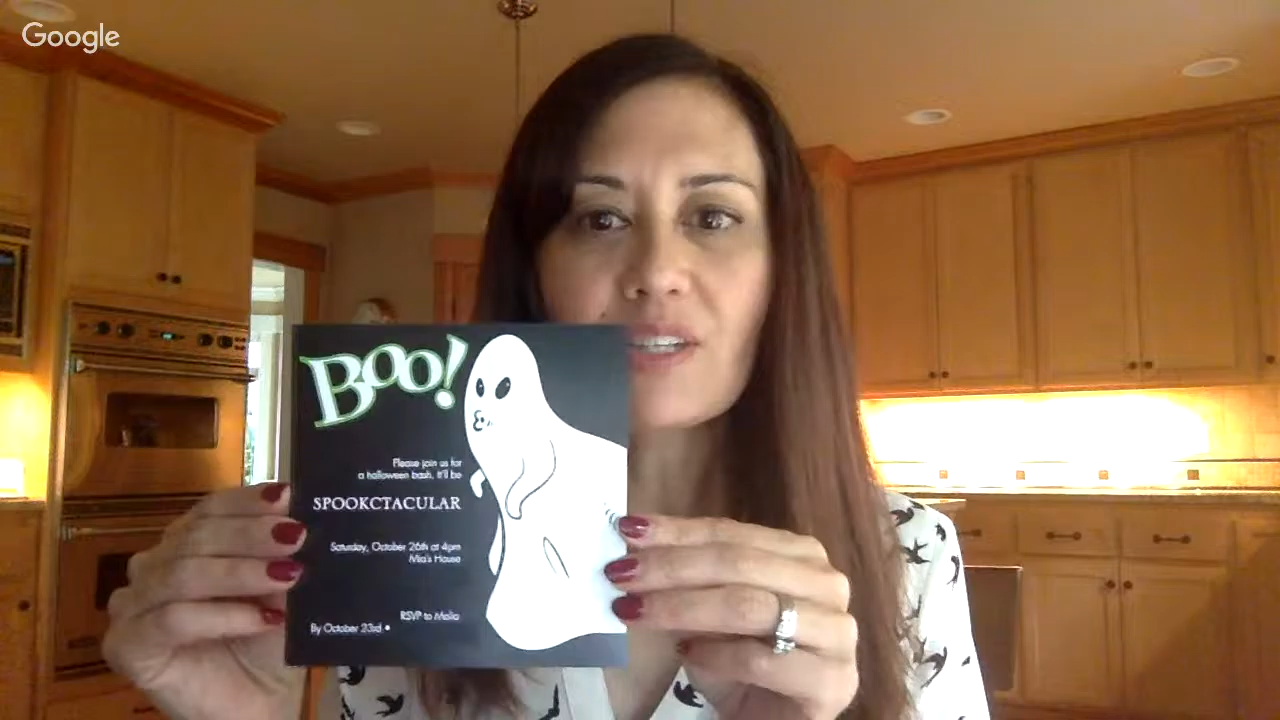 Google
BOO!
Please join us for
a halloween bash, It'll be
SPOOKCTACULAR
Saturday, October 26th at 4pm
Mia's House
RSVP to Malia
By October 23rd •